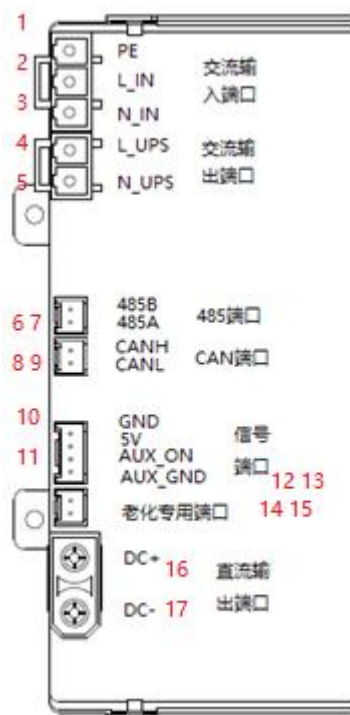 1
PE
2
L_IN
交流输
入端口
3
N_IN
4
L_UPS
交流输
出端口
5
N_UPS
485B
485A
6 7
485端口
CANH
CANL
8 9
CAN端口
10
GND
5V
信号
端口
11
AUX_ON
AUX_GND
12 13
老化专用端口
14 15
DC+ 16
直流输
出端口
DC- 17